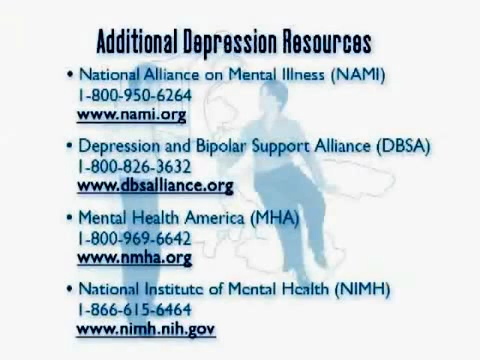 Additional Depression Resources
• National Alliance on Mental Illness (NAMI)
1-800-950-6264
www.nami.org
• Depression and Bipolar Support Alliance (DBSA)
1-800-826-3632
www.dbsalliance.org
• Mental Health America (MHA)
1-800-969-6642
www.nmha.org
• National Institute of Mental Health (NIMH)
1-866-615-6464
www.nimh.nih.gov